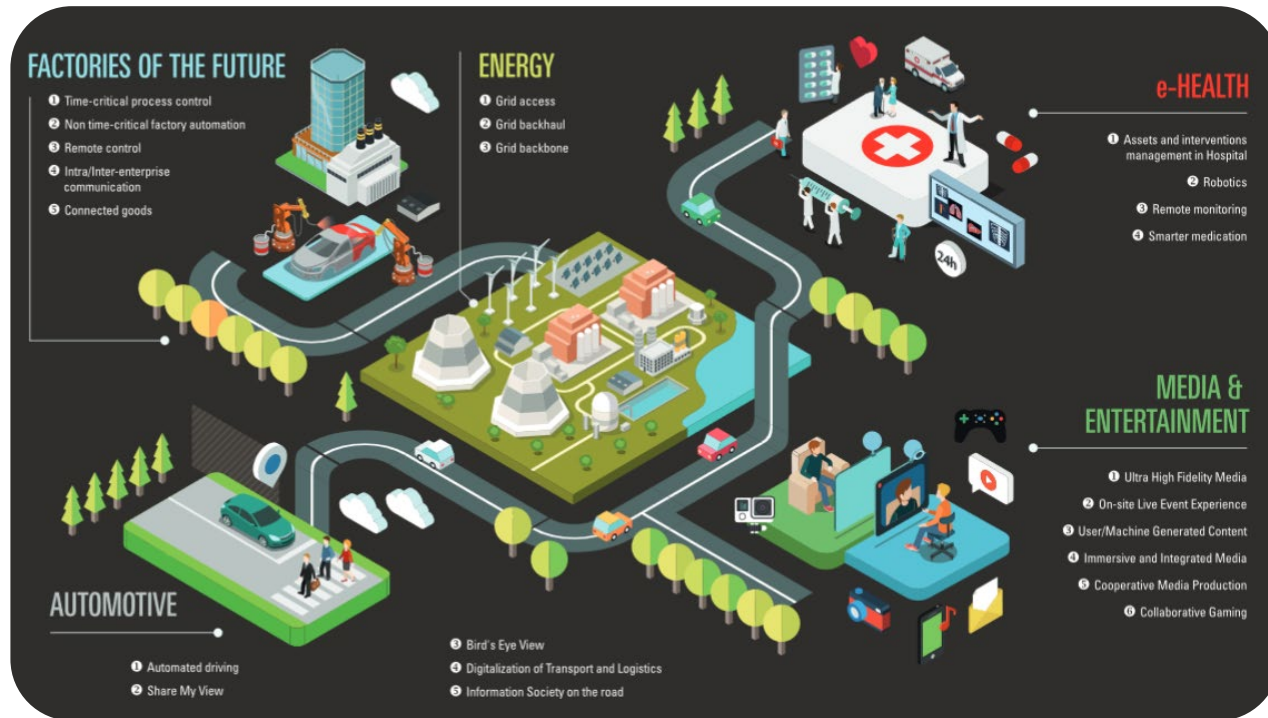 FACTORIES OF THE FUTURE
❶ Time-critical process control
❷ Non time-critical factory automation
❸ Remote control
❹ Intra/Inter-enterprise
communication
❺ Connected goods
ENERGY
❶ Grid access
❷ Grid backhaul
❸ Grid backbone
e-HEALTH
❶ Assets and interventions
management in Hospital
❷ Robotics
❸ Remote monitoring
❹ Smarter medication
24h
MEDIA &
ENTERTAINMENT
❶ Ultra High Fidelity Media
❷ On-site Live Event Experience
❸ User/Machine Generated Content
❹ Immersive and Integrated Media
❺ Cooperative Media Production
❻ Collaborative Gaming
AUTOMOTIVE
❶ Automated driving
❷ Share My View
❸ Bird's Eye View
❹ Digitalization of Transport and Logistics
❺ Information Society on the road